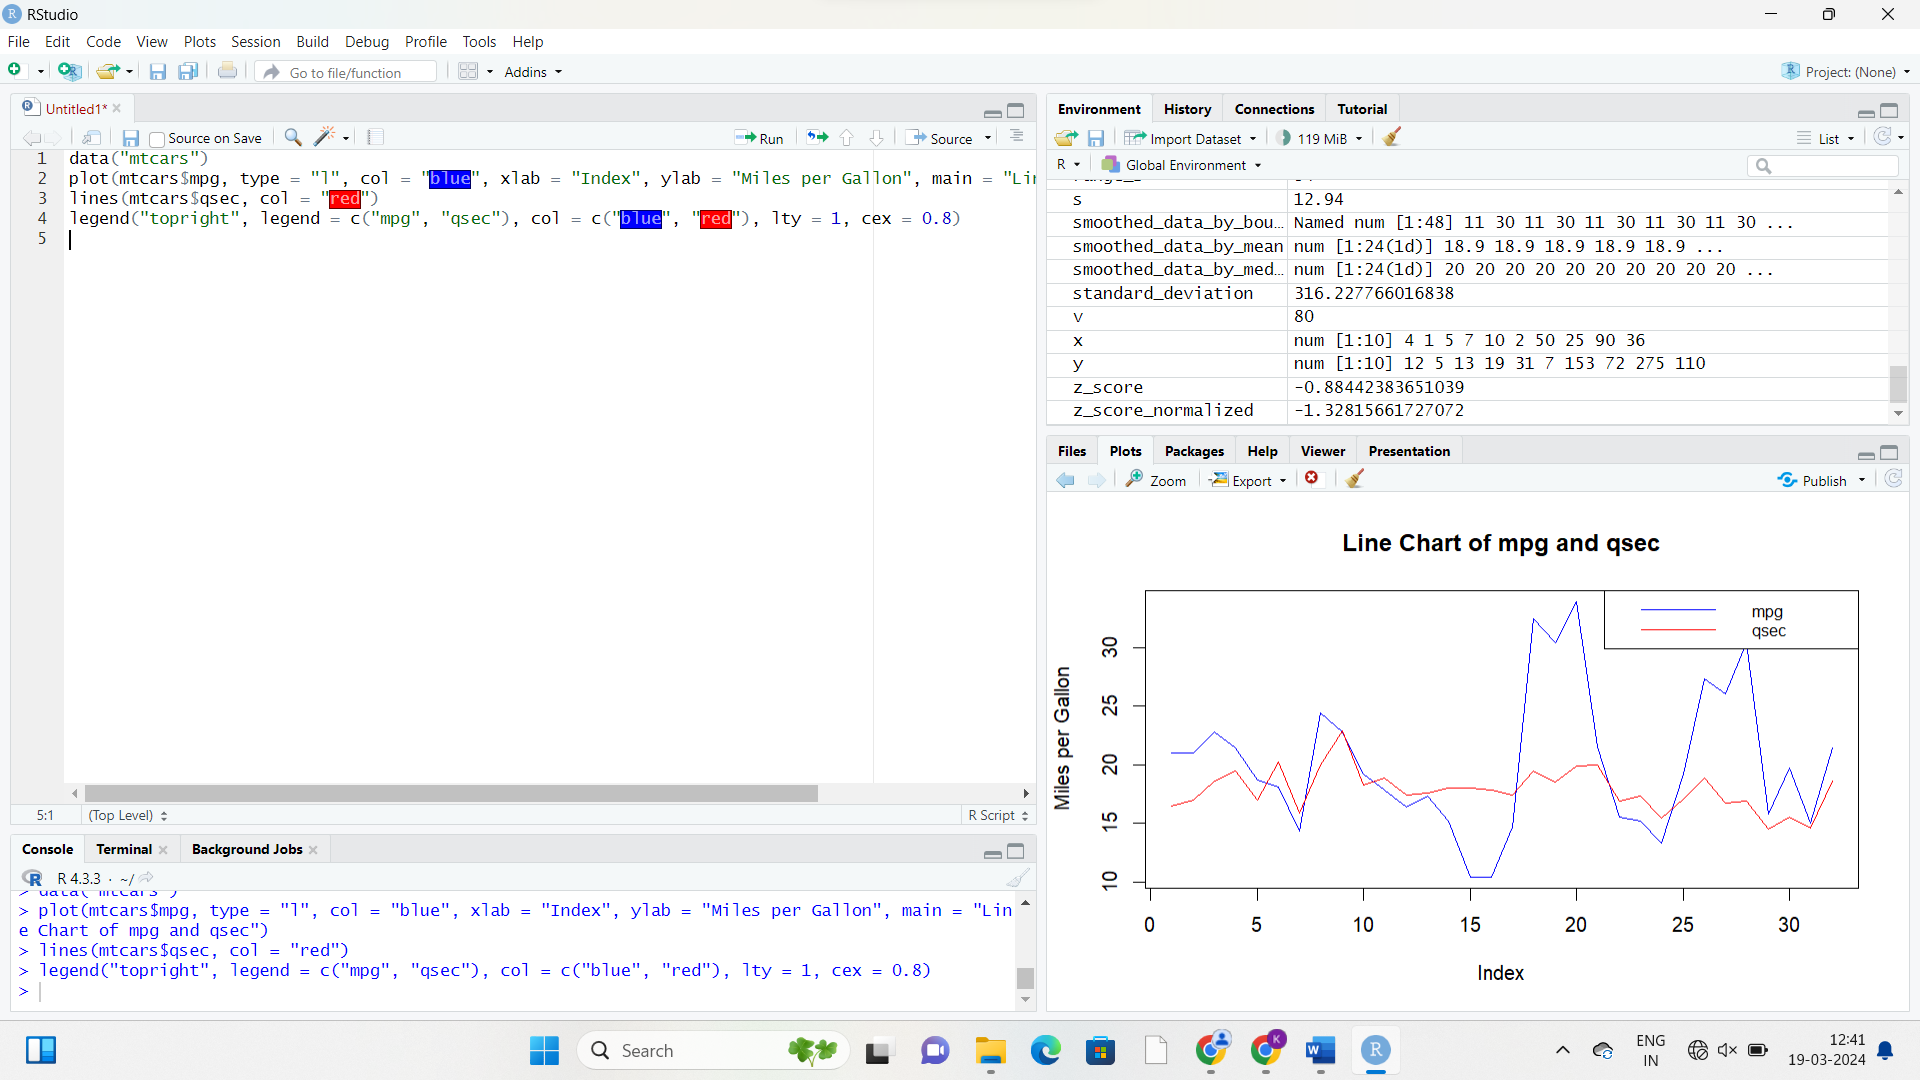 RStudio
File Edit Code View Plots Session Build Debug Profile Tools Help
Go to file/function Addins Project: (None)
Untitled1*
Source on Save Run Source
1 data("mtcars")
2 plot(mtcars$mpg, type = "l", col = "blue", xlab = "Index", ylab = "Miles per Gallon", main = "Lin
3 lines(mtcars$qsec, col = "red")
4 legend("topright", legend = c("mpg", "qsec"), col = c("blue", "red"), lty = 1, cex = 0.8)
5
5:1 (Top Level) R Script
Console Terminal Background Jobs
R 4.3.3 · ~/
> data("mtcars")
> plot(mtcars$mpg, type = "l", col = "blue", xlab = "Index", ylab = "Miles per Gallon", main = "Lin
e Chart of mpg and qsec")
> lines(mtcars$qsec, col = "red")
> legend("topright", legend = c("mpg", "qsec"), col = c("blue", "red"), lty = 1, cex = 0.8)
>
Environment History Connections Tutorial
Import Dataset 119 MiB List
R Global Environment
s 12.94
smoothed_data_by_bou… Named num [1:48] 11 30 11 30 11 30 11 30 11 30 ...
smoothed_data_by_mean num [1:24(1d)] 18.9 18.9 18.9 18.9 18.9 ...
smoothed_data_by_med… num [1:24(1d)] 20 20 20 20 20 20 20 20 20 20 ...
standard_deviation 316.227766016838
v 80
x num [1:10] 4 1 5 7 10 2 50 25 90 36
y num [1:10] 12 5 13 19 31 7 153 72 275 110
z_score -0.88442383651039
z_score_normalized -1.32815661727072
Files Plots Packages Help Viewer Presentation
Zoom Export Publish
Line Chart of mpg and qsec
mpg
qsec
Miles per Gallon
30
25
20
15
10
0 5 10 15 20 25 30
Index
Search
ENG
IN
12:41
19-03-2024